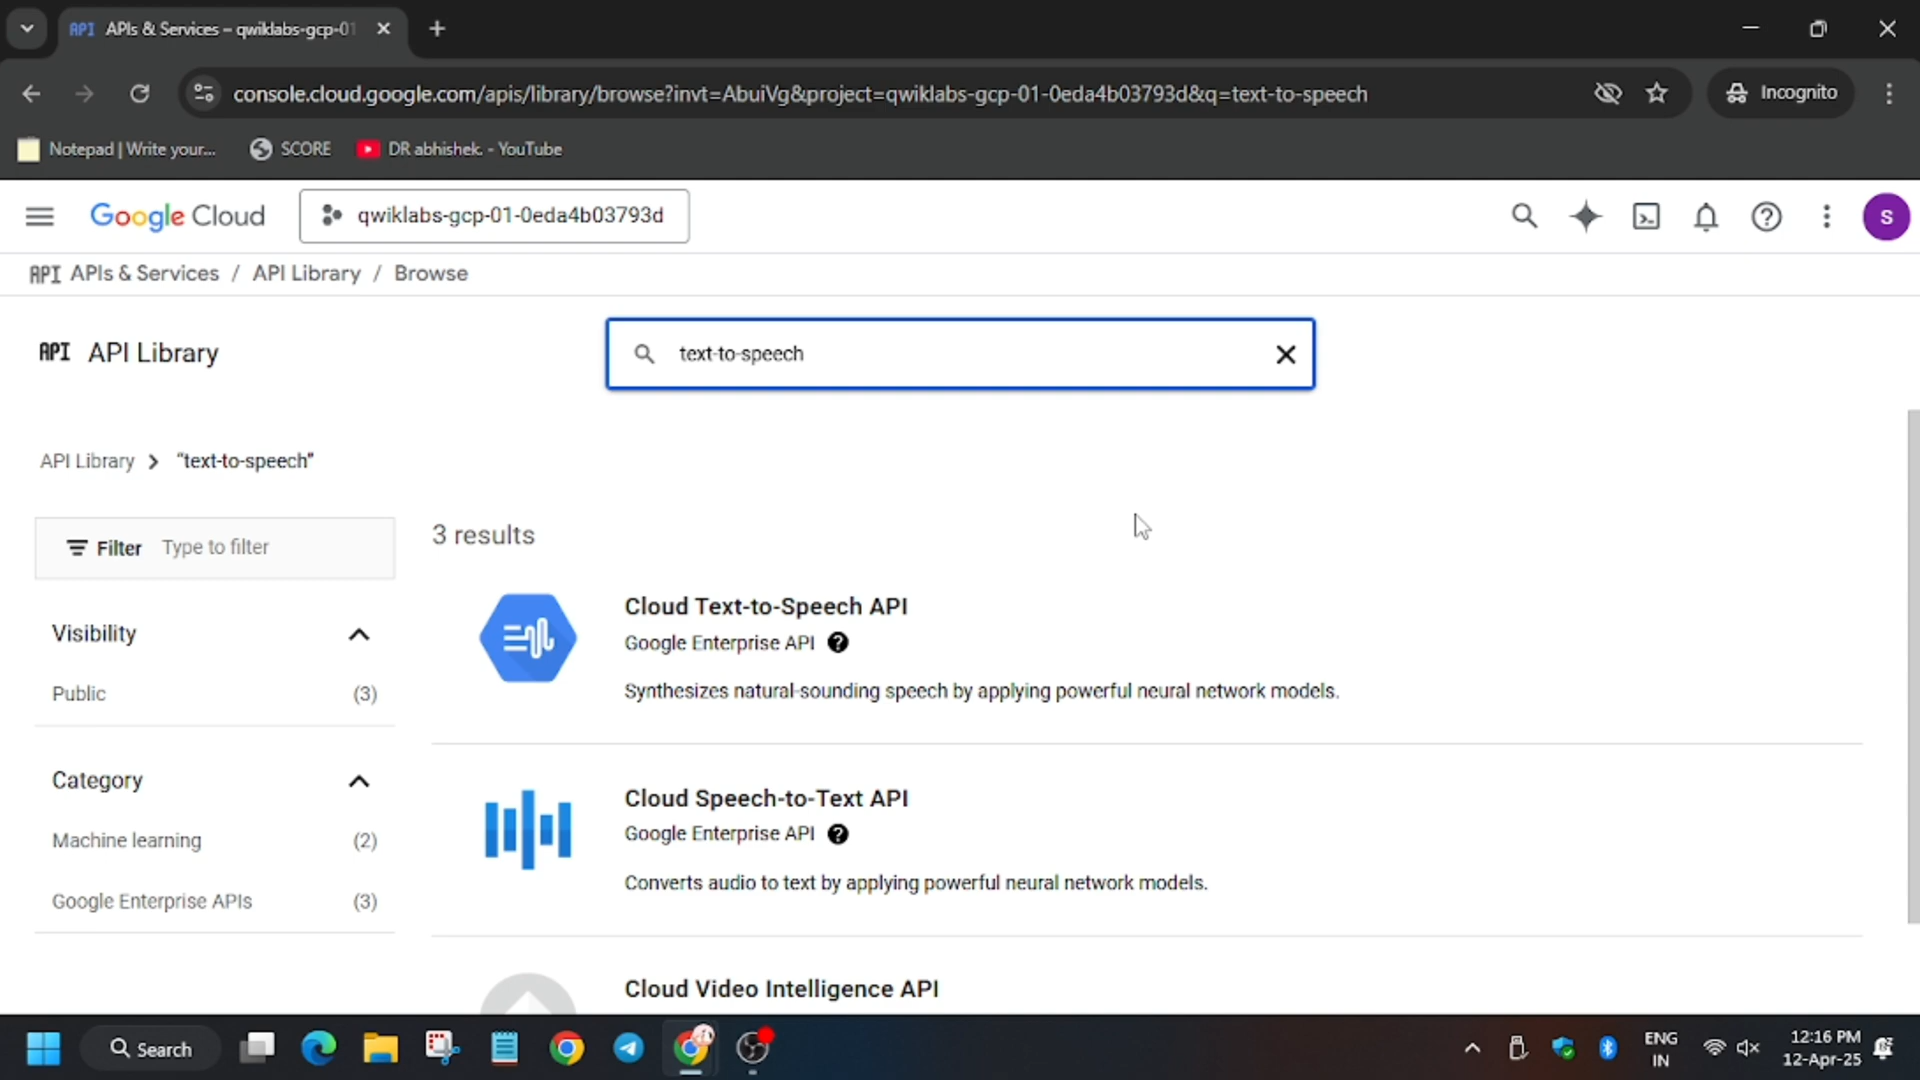 API APIs & Services – qwiklabs-gcp-01
console.cloud.google.com/apis/library/browse?invt=AbuiVg&project=qwiklabs-gcp-01-0eda4b03793d&q=text-to-speech
Incognito
Notepad | Write your...
SCORE
DR abhishek. - YouTube
Google Cloud
qwiklabs-gcp-01-0eda4b03793d
S
API APIs & Services / API Library / Browse
API API Library
text-to-speech
API Library > “text-to-speech”
Filter Type to filter
3 results
Visibility
Public (3)
Category
Machine learning (2)
Google Enterprise APIs (3)
Cloud Text-to-Speech API
Google Enterprise API
Synthesizes natural-sounding speech by applying powerful neural network models.
Cloud Speech-to-Text API
Google Enterprise API
Converts audio to text by applying powerful neural network models.
Cloud Video Intelligence API
Search
ENG
IN
12:16 PM
12-Apr-25